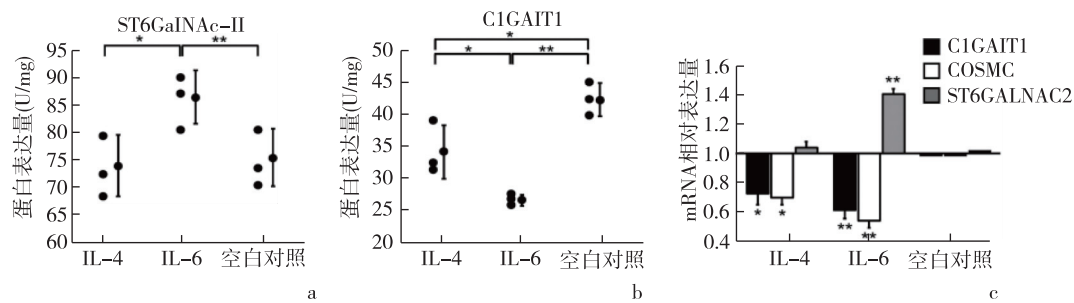 ST6GaINAc-II
* **
蛋白表达量(U/mg)
95
90
85
80
75
70
65
60
IL-4 IL-6 空白对照
a
C1GAIT1
*
* **
蛋白表达量(U/mg)
50
45
40
35
30
25
20
IL-4 IL-6 空白对照
b
C1GAIT1
COSMC
ST6GALNAC2
mRNA相对表达量
1.6
1.4
1.2
1.0
0.8
0.6
0.4
**
* * ** **
IL-4 IL-6 空白对照
c